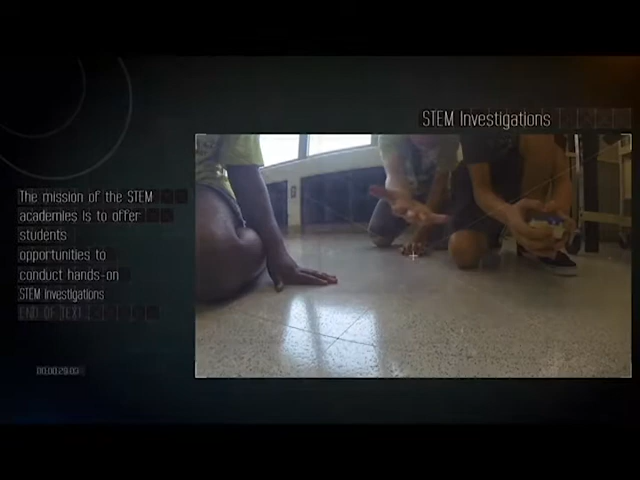 STEM Investigations
The mission of the STEM
academies is to offer
students
opportunities to
conduct hands-on
STEM Investigations
END OF TEXT